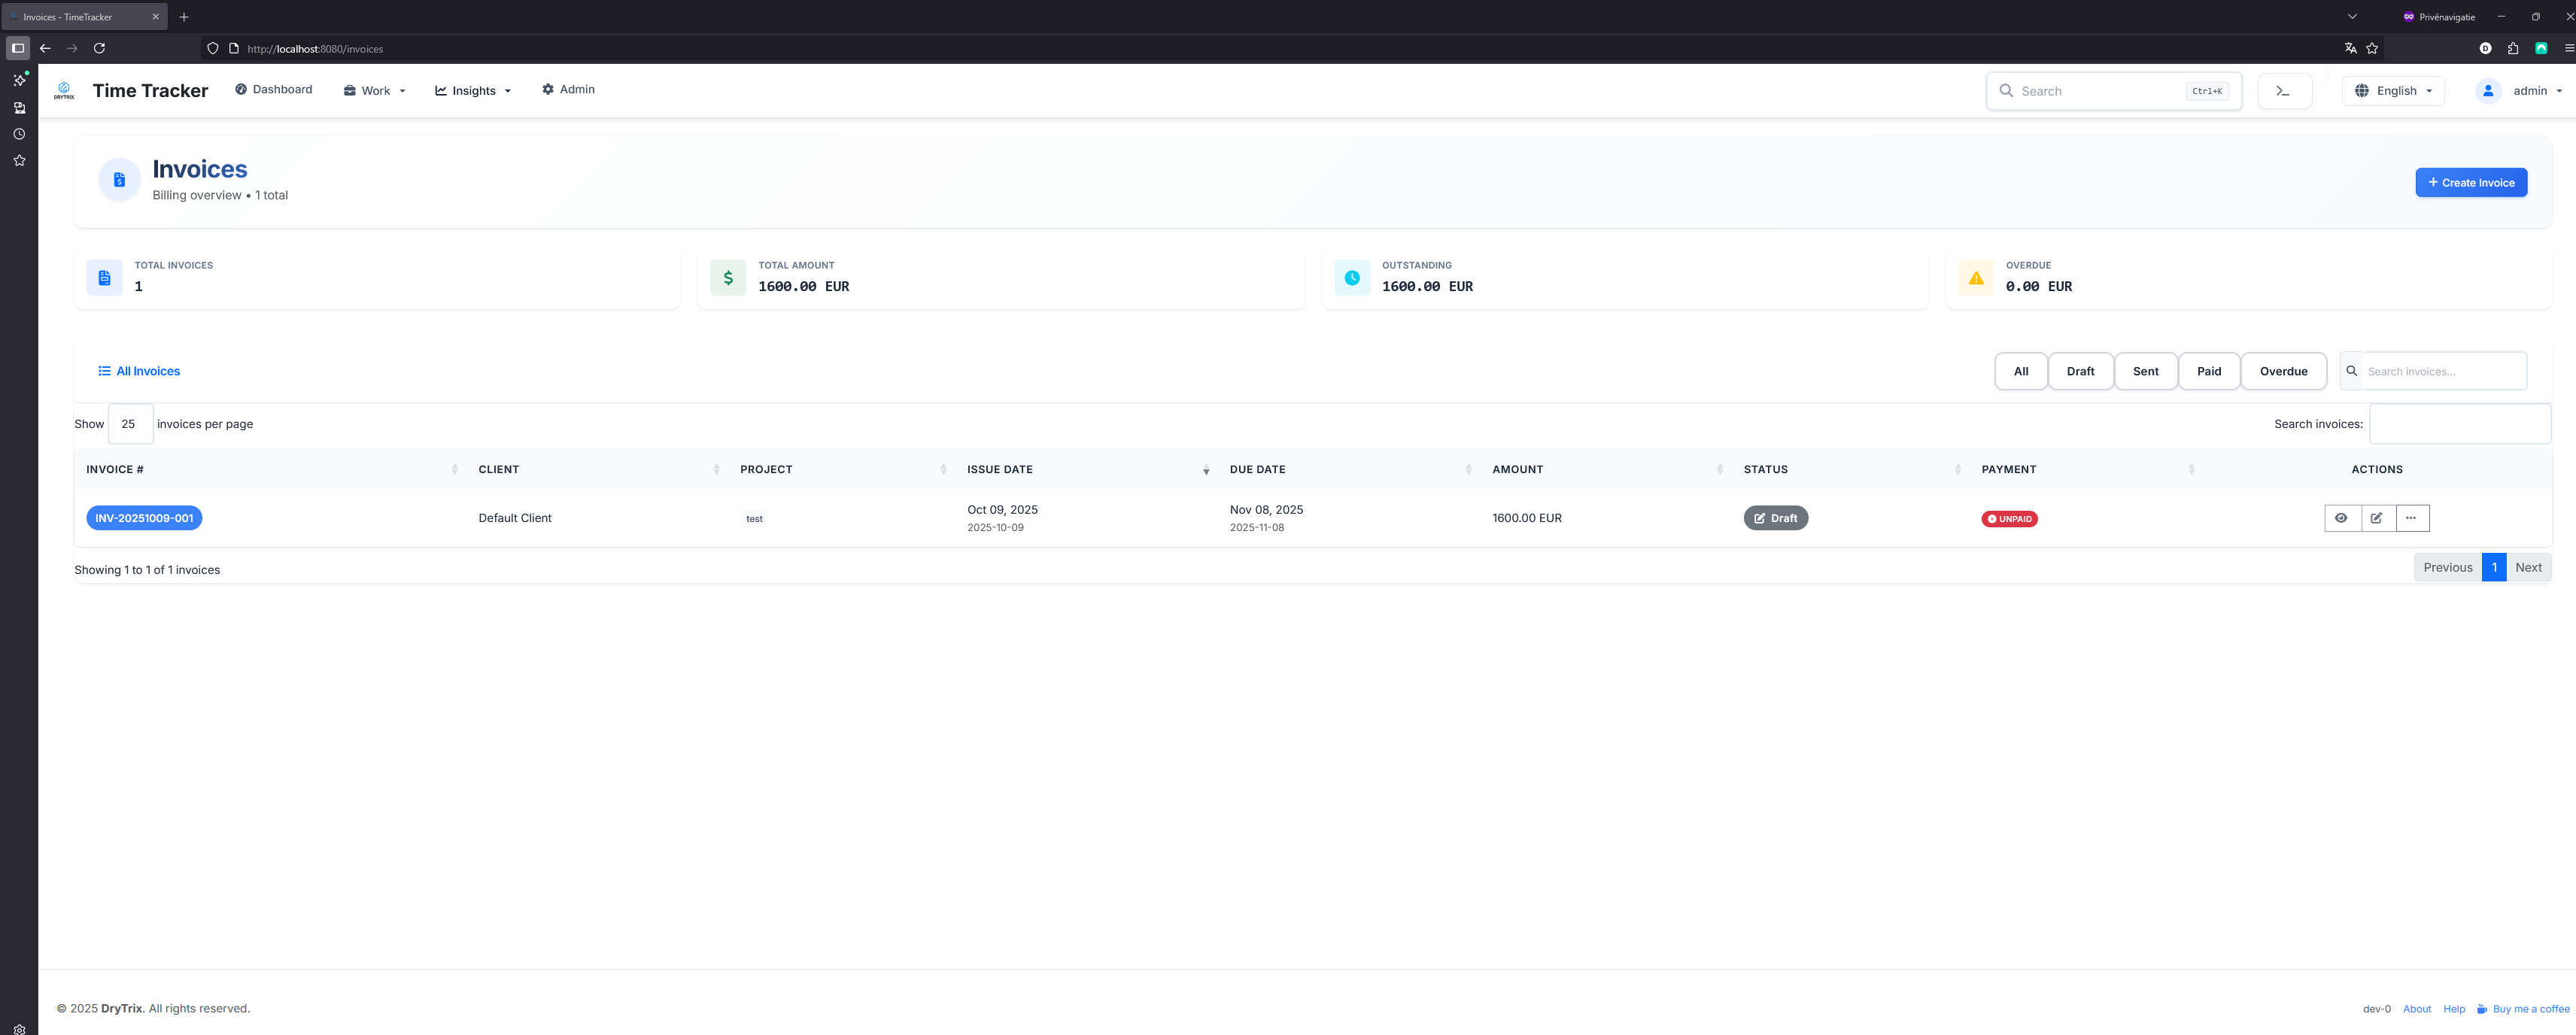 Invoices - TimeTracker
Privénavigatie
http://localhost:8080/invoices
DRYTRIX
Time Tracker
Dashboard
Work
Insights
Admin
Search
Ctrl+K
English
admin
Invoices
Billing overview • 1 total
+ Create Invoice
TOTAL INVOICES
1
TOTAL AMOUNT
1600.00 EUR
OUTSTANDING
1600.00 EUR
OVERDUE
0.00 EUR
All Invoices
All
Draft
Sent
Paid
Overdue
Search invoices...
Show 25 invoices per page
Search invoices:
INVOICE # CLIENT PROJECT ISSUE DATE DUE DATE AMOUNT STATUS PAYMENT ACTIONS
INV-20251009-001 Default Client test Oct 09, 2025 Nov 08, 2025 1600.00 EUR Draft UNPAID
2025-10-09 2025-11-08
Showing 1 to 1 of 1 invoices
Previous 1 Next
© 2025 DryTrix. All rights reserved.
dev-0 About Help Buy me a coffee